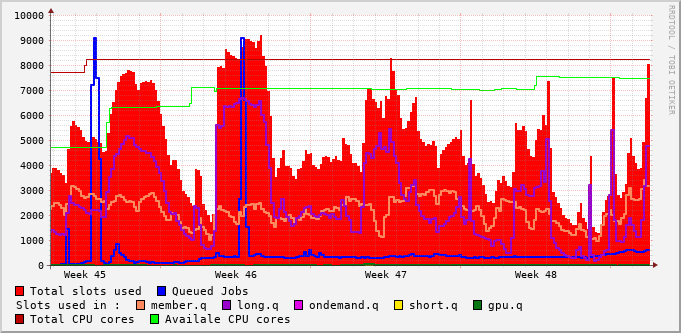 10000
9000
8000
7000
6000
5000
4000
3000
2000
1000
0
Week 45 Week 46 Week 47 Week 48
RRDTOOL / TOBI OETIKER
Total slots used Queued Jobs
Slots used in : member.q long.q ondemand.q short.q gpu.q
Total CPU cores Availale CPU cores